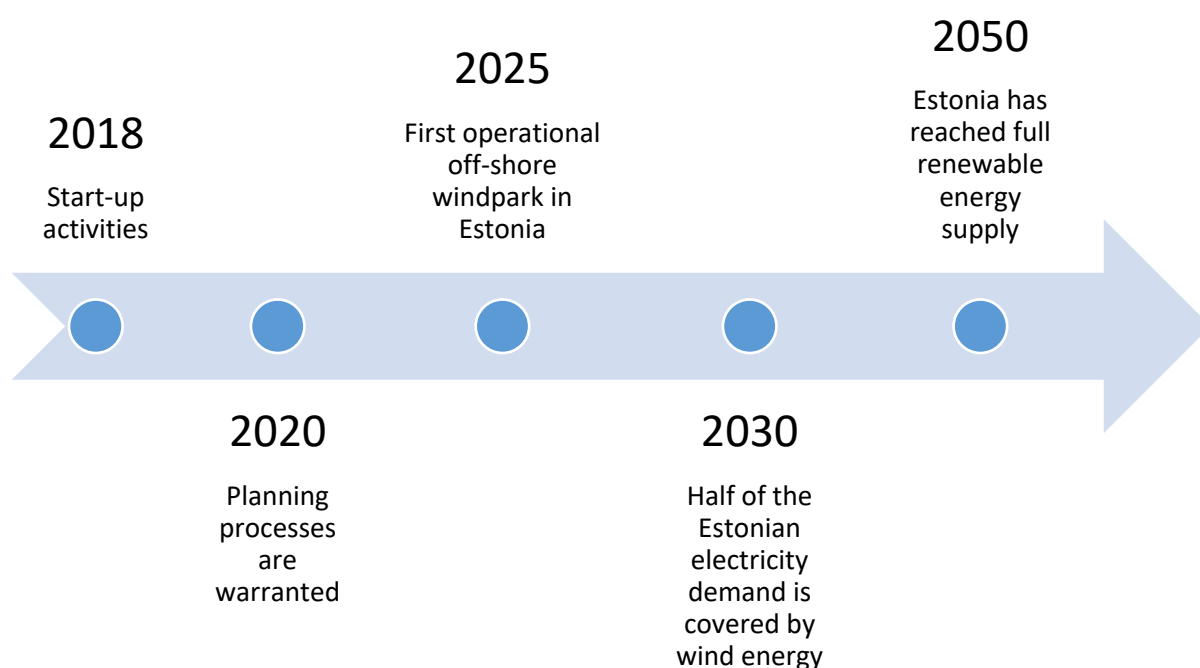 2018
Start-up
activities
2020
Planning
processes
are
warranted
2025
First operational
off-shore
windpark in
Estonia
2030
Half of the
Estonian
electricity
demand is
covered by
wind energy
2050
Estonia has
reached full
renewable
energy
supply